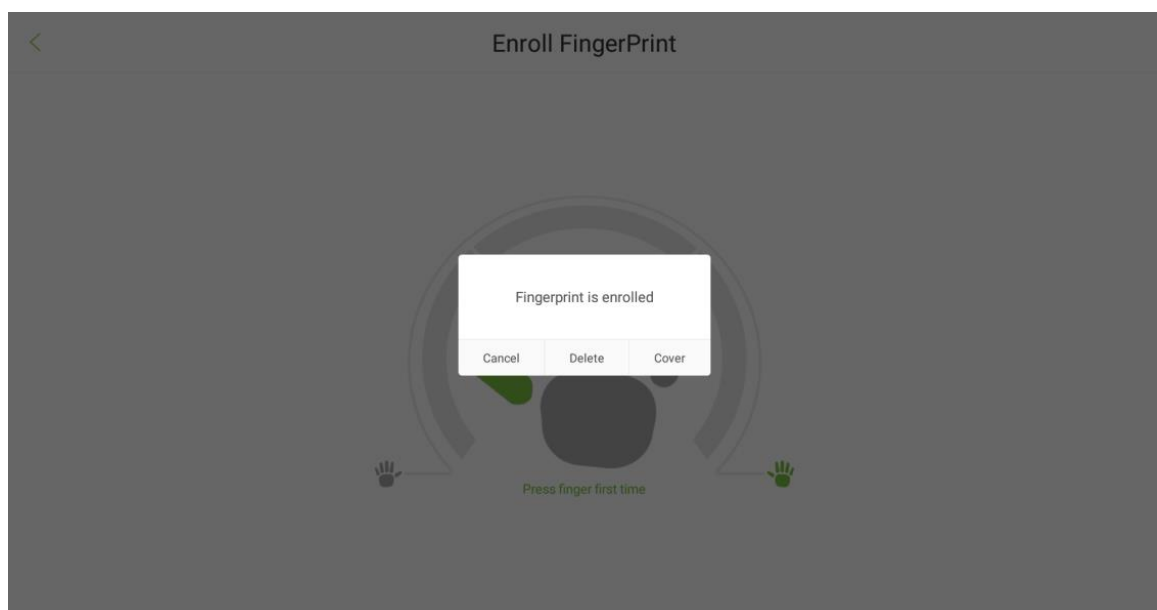 Enroll FingerPrint
Fingerprint is enrolled
Cancel Delete Cover
Press finger first time